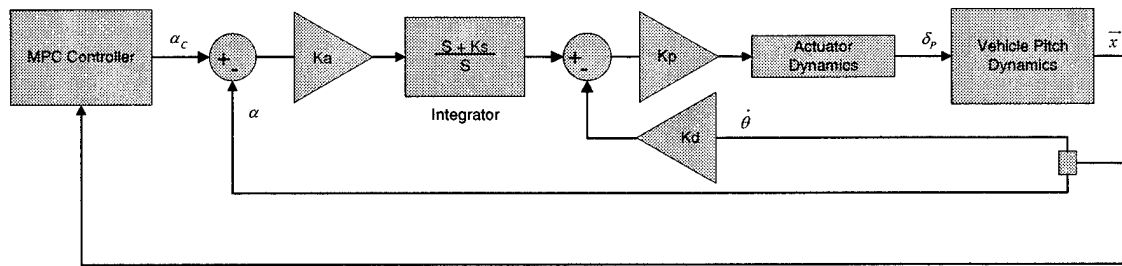 MPC Controller
α_c
+
-
α
Ka
S + Ks
S
Integrator
+
-
Kp
Kd
Actuator
Dynamics
δ_P
θ̇
Vehicle Pitch
Dynamics
x⃗